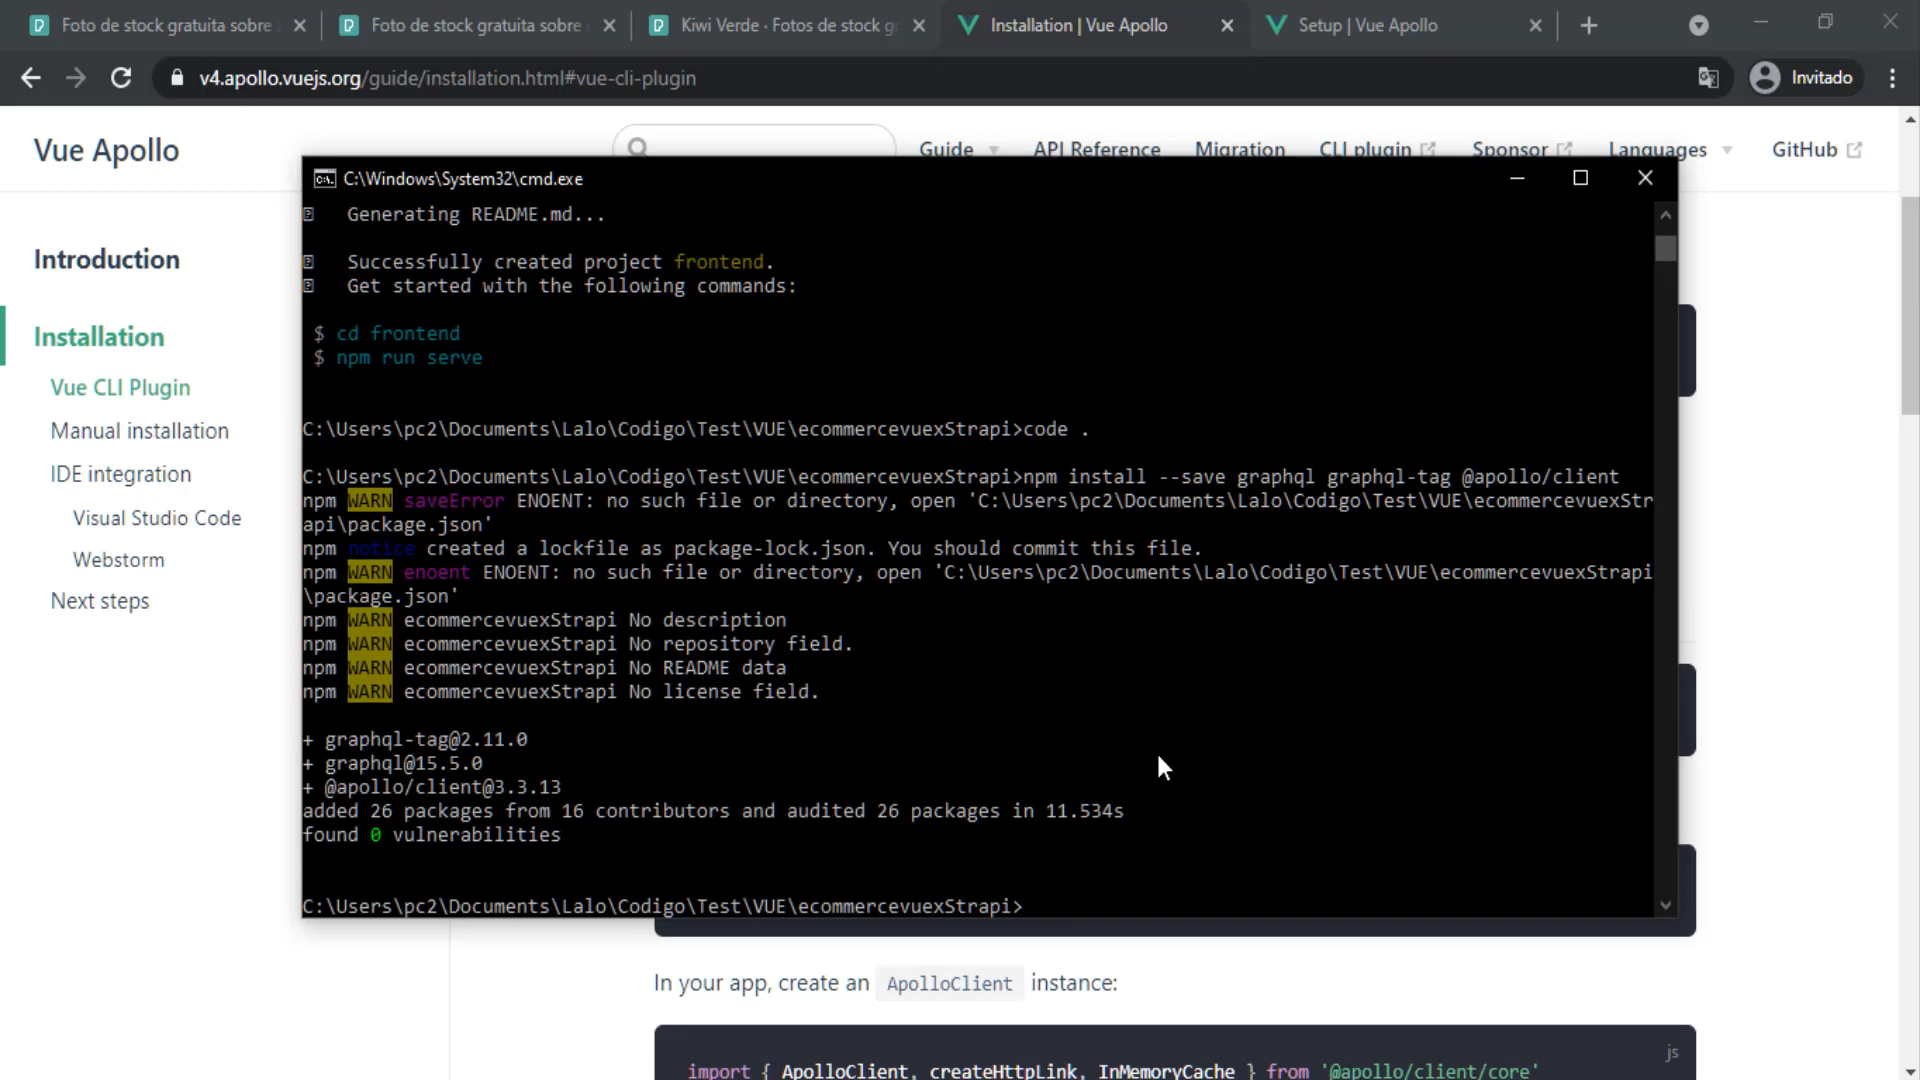 Foto de stock gratuita sobre
Foto de stock gratuita sobre
Kiwi Verde · Fotos de stock gr
Installation | Vue Apollo
Setup | Vue Apollo
v4.apollo.vuejs.org/guide/installation.html#vue-cli-plugin
Invitado
Vue Apollo
Guide
API Reference
Migration
CLI plugin
Sponsor
Languages
GitHub
Introduction
Installation
Vue CLI Plugin
Manual installation
IDE integration
Visual Studio Code
Webstorm
Next steps
C:\Windows\System32\cmd.exe
Generating README.md...
Successfully created project frontend.
Get started with the following commands:
$ cd frontend
$ npm run serve
C:\Users\pc2\Documents\Lalo\Codigo\Test\VUE\ecommercevuexStrapi>code .
C:\Users\pc2\Documents\Lalo\Codigo\Test\VUE\ecommercevuexStrapi>npm install --save graphql graphql-tag @apollo/client
npm WARN saveError ENOENT: no such file or directory, open 'C:\Users\pc2\Documents\Lalo\Codigo\Test\VUE\ecommercevuexStr
api\package.json'
npm notice created a lockfile as package-lock.json. You should commit this file.
npm WARN enoent ENOENT: no such file or directory, open 'C:\Users\pc2\Documents\Lalo\Codigo\Test\VUE\ecommercevuexStrapi
\package.json'
npm WARN ecommercevuexStrapi No description
npm WARN ecommercevuexStrapi No repository field.
npm WARN ecommercevuexStrapi No README data
npm WARN ecommercevuexStrapi No license field.
+ graphql-tag@2.11.0
+ graphql@15.5.0
+ @apollo/client@3.3.13
added 26 packages from 16 contributors and audited 26 packages in 11.534s
found 0 vulnerabilities
C:\Users\pc2\Documents\Lalo\Codigo\Test\VUE\ecommercevuexStrapi>
In your app, create an ApolloClient instance:
js
import { ApolloClient, createHttpLink, InMemoryCache } from '@apollo/client/core'